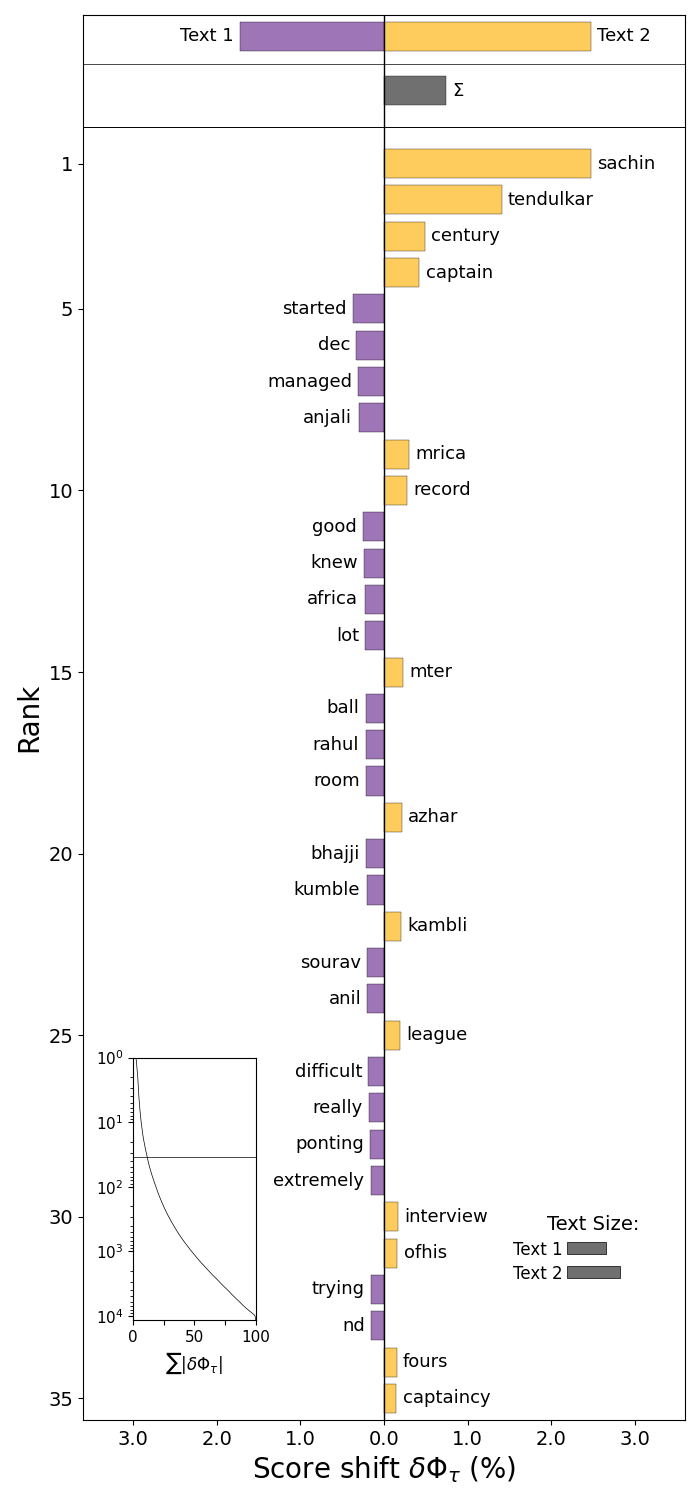 Text 1 Text 2
Σ
1 sachin
tendulkar
century
captain
5 started
dec
managed
anjali
mrica
10 record
good
knew
africa
lot
15 mter
ball
rahul
room
azhar
20 bhajji
kumble
kambli
sourav
anil
25 league
difficult
really
ponting
extremely
30 interview
ofhis
trying
nd
fours
35 captaincy
Rank
10⁰
10¹
10²
10³
10⁴
0 50 100
∑|δΦτ|
Text Size:
Text 1
Text 2
3.0 2.0 1.0 0.0 1.0 2.0 3.0
Score shift δΦτ (%)